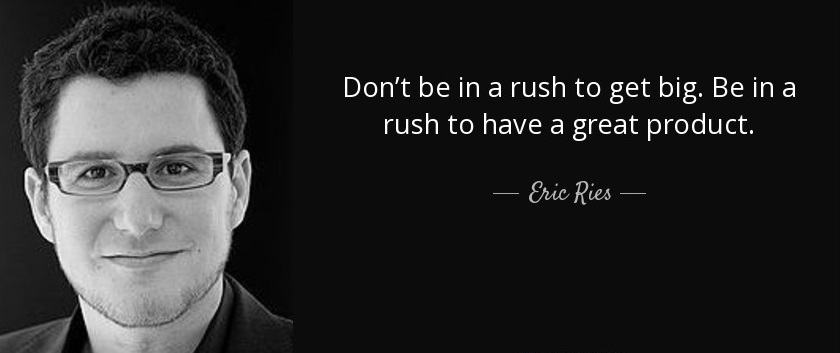 Don’t be in a rush to get big. Be in a
rush to have a great product.
— Eric Ries —